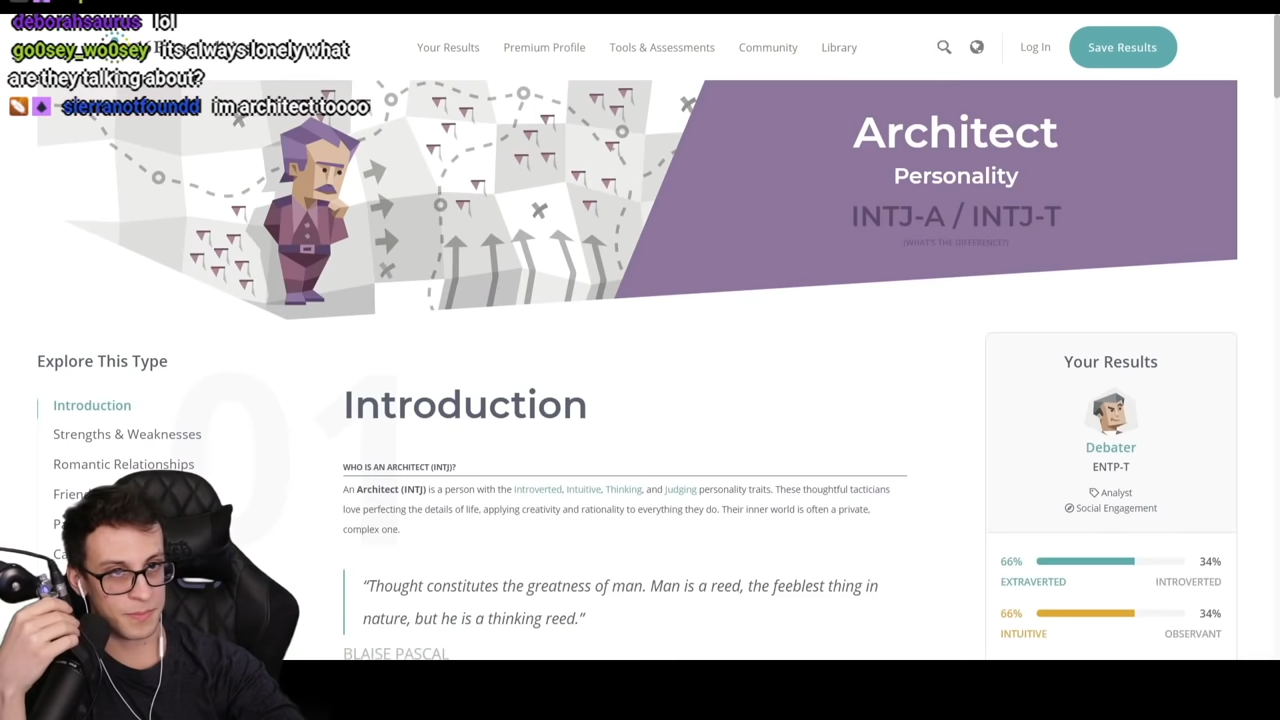 deborahsaurus lol
go0sey_wo0sey its always lonely what
are they talking about?
sierranotfoundd im architect toooo
Your Results
Premium Profile
Tools & Assessments
Community
Library
Log In
Save Results
Architect
Personality
INTJ-A / INTJ-T
(WHAT'S THE DIFFERENCE?)
Explore This Type
Introduction
Strengths & Weaknesses
Romantic Relationships
01
Introduction
WHO IS AN ARCHITECT (INTJ)?
An Architect (INTJ) is a person with the Introverted, Intuitive, Thinking, and Judging personality traits. These thoughtful tacticians
love perfecting the details of life, applying creativity and rationality to everything they do. Their inner world is often a private,
complex one.
“Thought constitutes the greatness of man. Man is a reed, the feeblest thing in
nature, but he is a thinking reed.”
BLAISE PASCAL
Your Results
Debater
ENTP-T
Analyst
Social Engagement
66% 34%
EXTRAVERTED INTROVERTED
66% 34%
INTUITIVE OBSERVANT